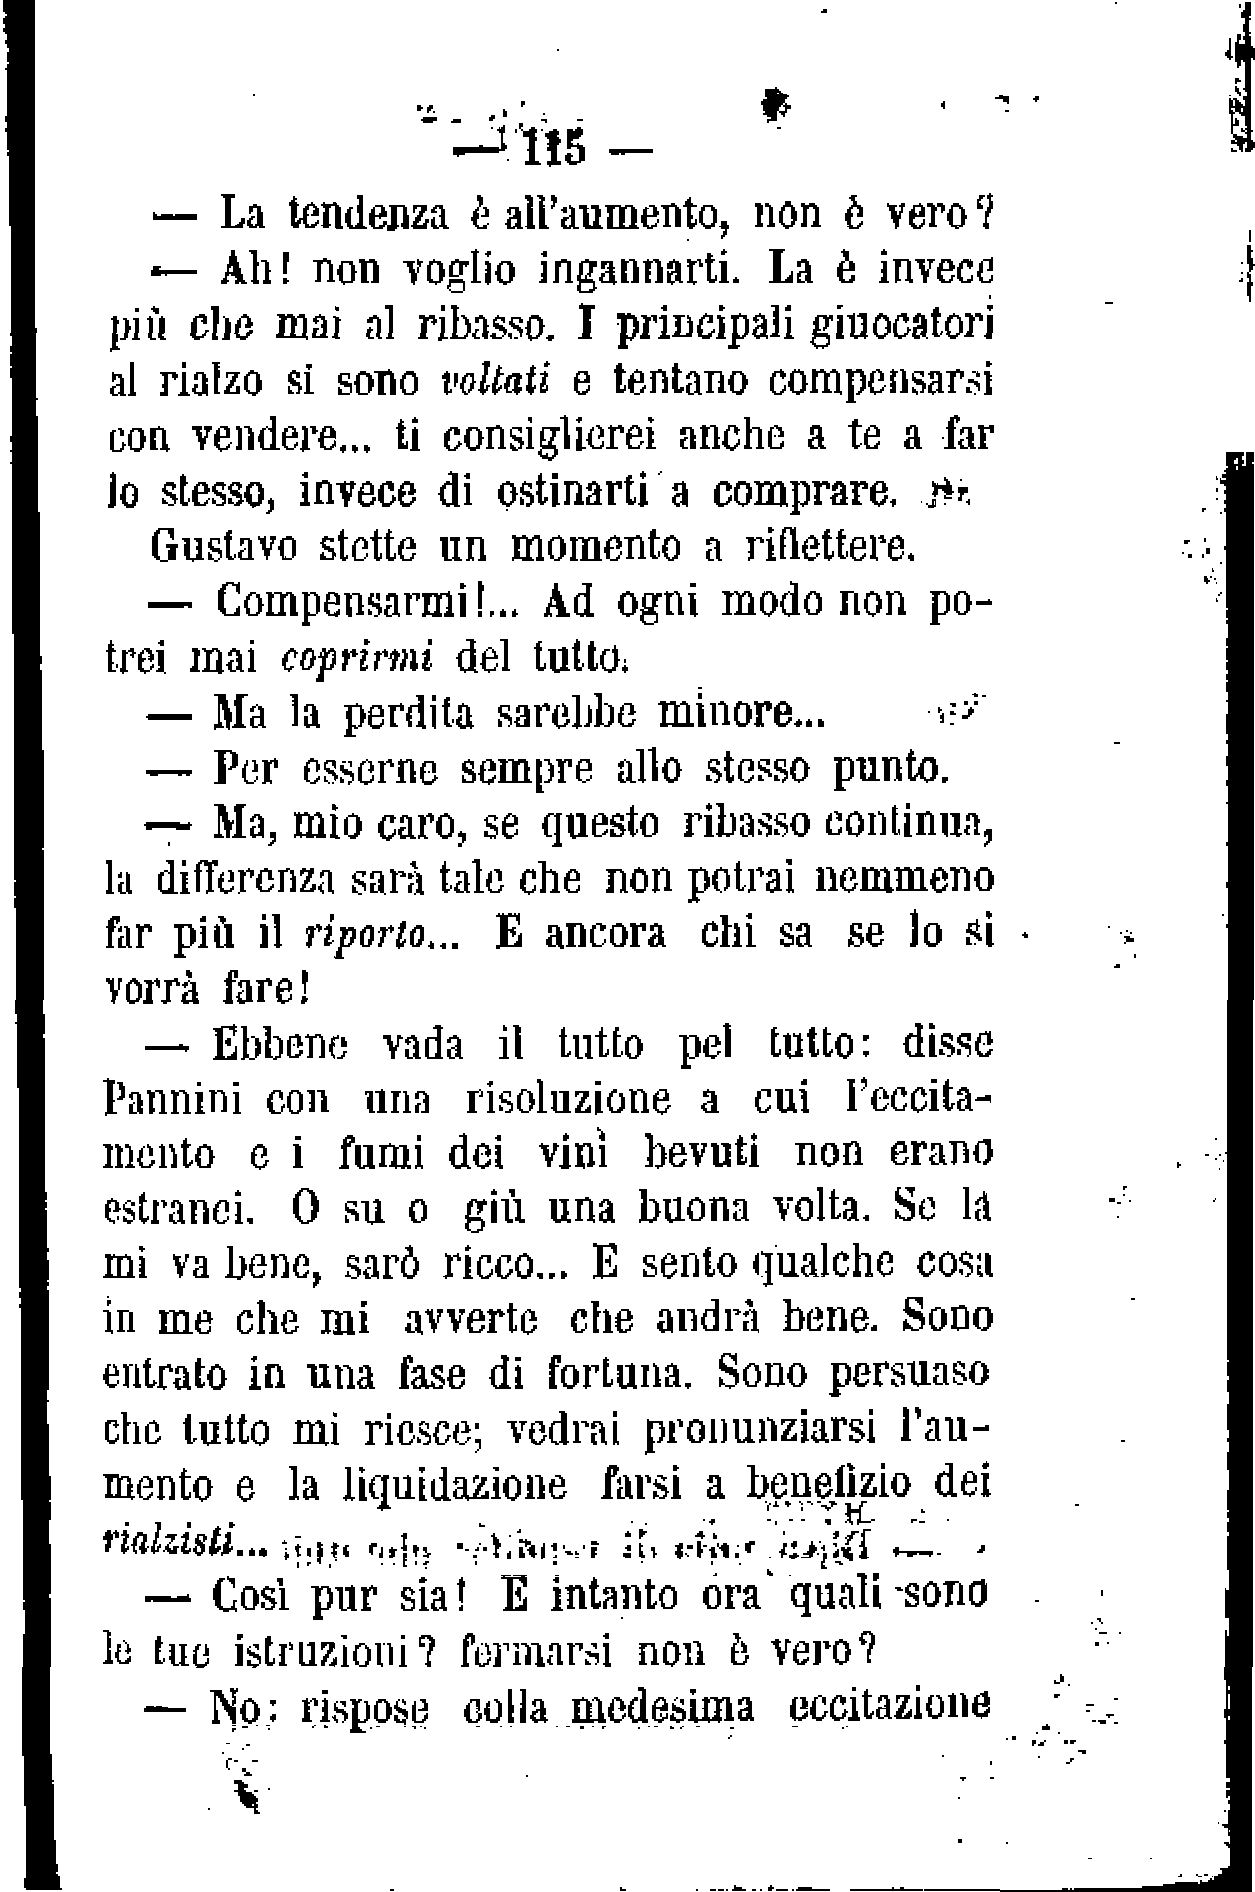 — 115 —
— La tendenza è all'aumento, non è vero?
— Ah! non voglio ingannarti. La è invece
più che mai al ribasso. I principali giuocatori
al rialzo si sono voltati e tentano compensarsi
con vendere... ti consiglierei anche a te a far
lo stesso, invece di ostinarti a comprare.
Gustavo stette un momento a riflettere.
— Compensarmi!... Ad ogni modo non po-
trei mai coprirmi del tutto.
— Ma la perdita sarebbe minore...
— Per esserne sempre allo stesso punto.
— Ma, mio caro, se questo ribasso continua,
la differenza sarà tale che non potrai nemmeno
far più il riporto... E ancora chi sa se lo si
vorrà fare!
— Ebbene vada il tutto pel tutto: disse
Pannini con una risoluzione a cui l'eccita-
mento e i fumi dei vini bevuti non erano
estranei. O su o giù una buona volta. Se la
mi va bene, sarò ricco... E sento qualche cosa
in me che mi avverte che andrà bene. Sono
entrato in una fase di fortuna. Sono persuaso
che tutto mi riesce; vedrai pronunziarsi l'au-
mento e la liquidazione farsi a benefizio dei
rialzisti...
— Così pur sia! E intanto ora quali sono
le tue istruzioni? fermarsi non è vero?
— No: rispose colla medesima eccitazione